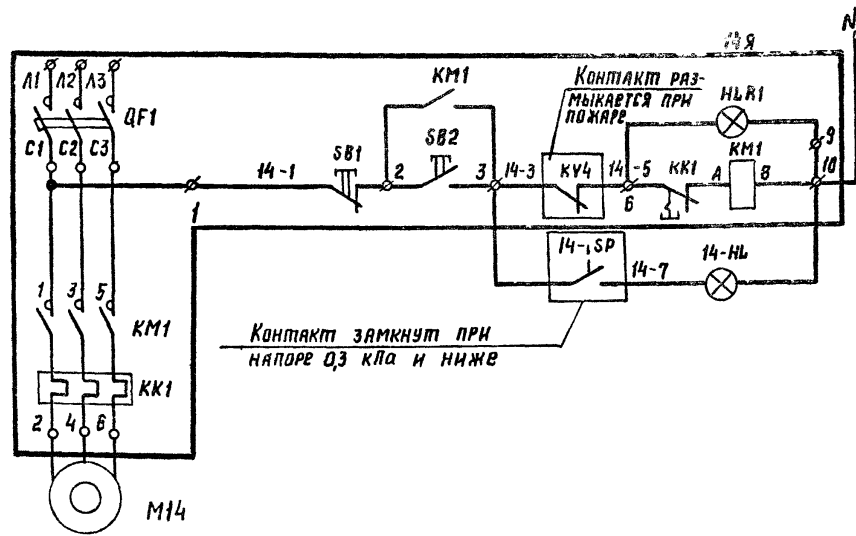 N
14Я
Л1 Л2 Л3
KM1
Контакт раз-
мыкается при
пожаре
HLR1
QF1
SB1
SB2
C1 C2 C3
9
14-1
2
3
14-3
KV4
14-5
6
KK1
A
KM1
B
10
1
14-SP
14-7
14-HL
1 3 5
KM1
Контакт замкнут при
напоре 0,3 кПа и ниже
KK1
2 4 6
M14